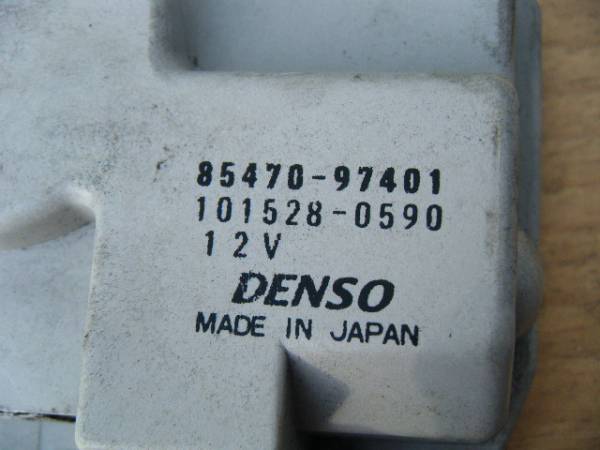 85470-97401
101528-0590
12V
DENSO
MADE IN JAPAN